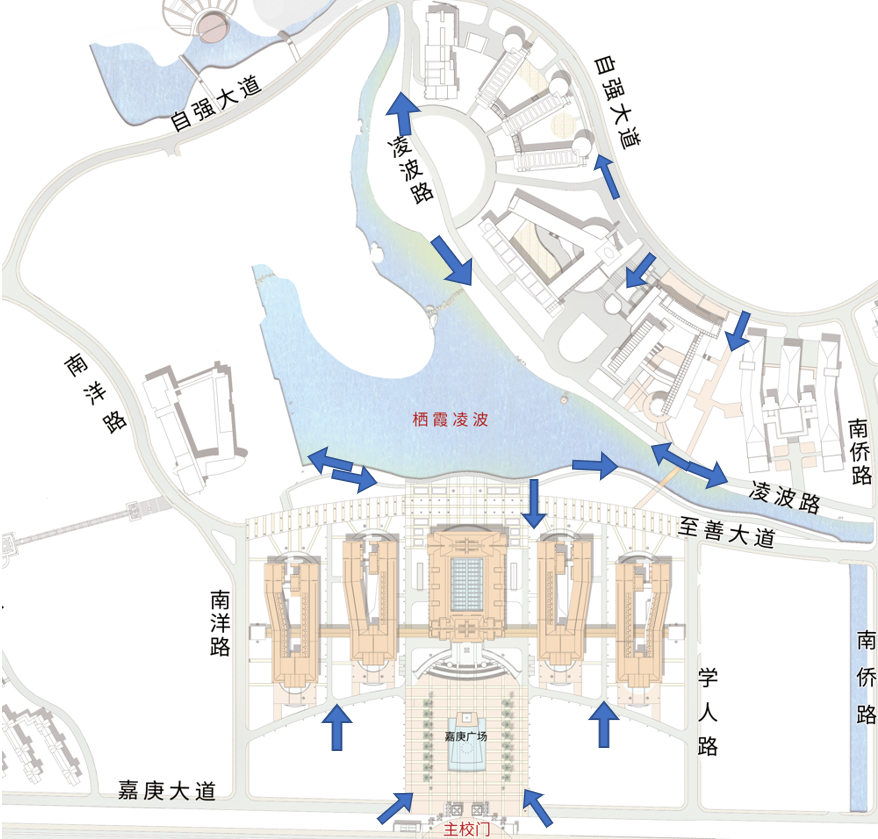 自强大道
自强大道
凌波路
南洋路
栖霞凌波
南侨路
凌波路
至善大道
南洋路
南侨路
学人路
嘉庚广场
嘉庚大道
主校门